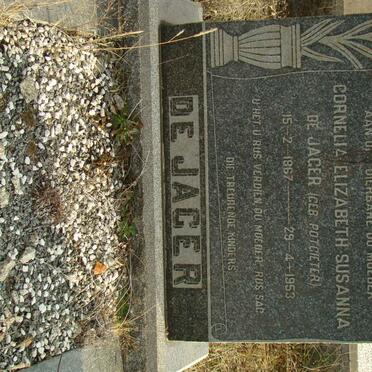 CORNELIA ELIZABETH SUSANNA
DE JAGER (GEB. POTGIETER)
15-2-1867 — 29-4-1953
U HET U RUS VERDIEN, OU MOEDER, RUS SAG
DIE TREURENDE KINDERS
DE JAGER